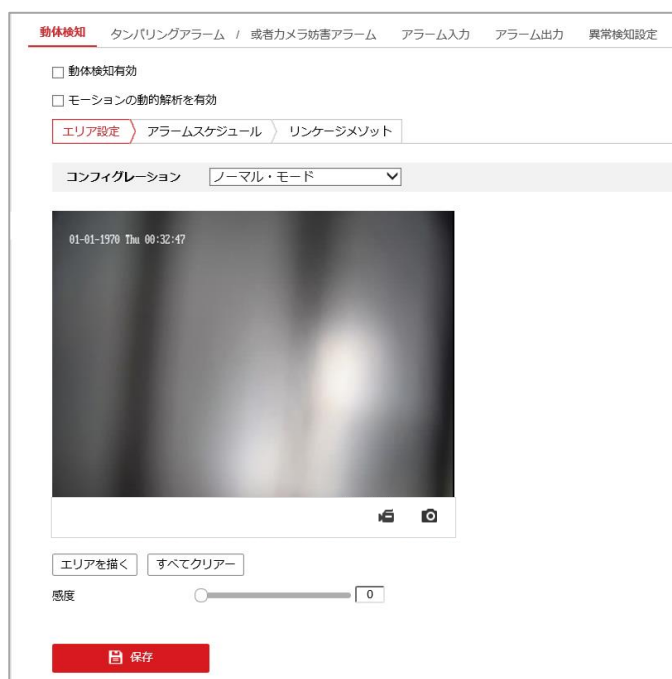 動体検知 タンパリングアラーム / 或者カメラ妨害アラーム アラーム入力 アラーム出力 異常検知設定
動体検知有効
モーションの動的解析を有効
エリア設定 アラームスケジュール リンケージメゾット
コンフィグレーション ノーマル・モード
01-01-1970 Thu 00:32:47
エリアを描く すべてクリアー
感度 0
保存